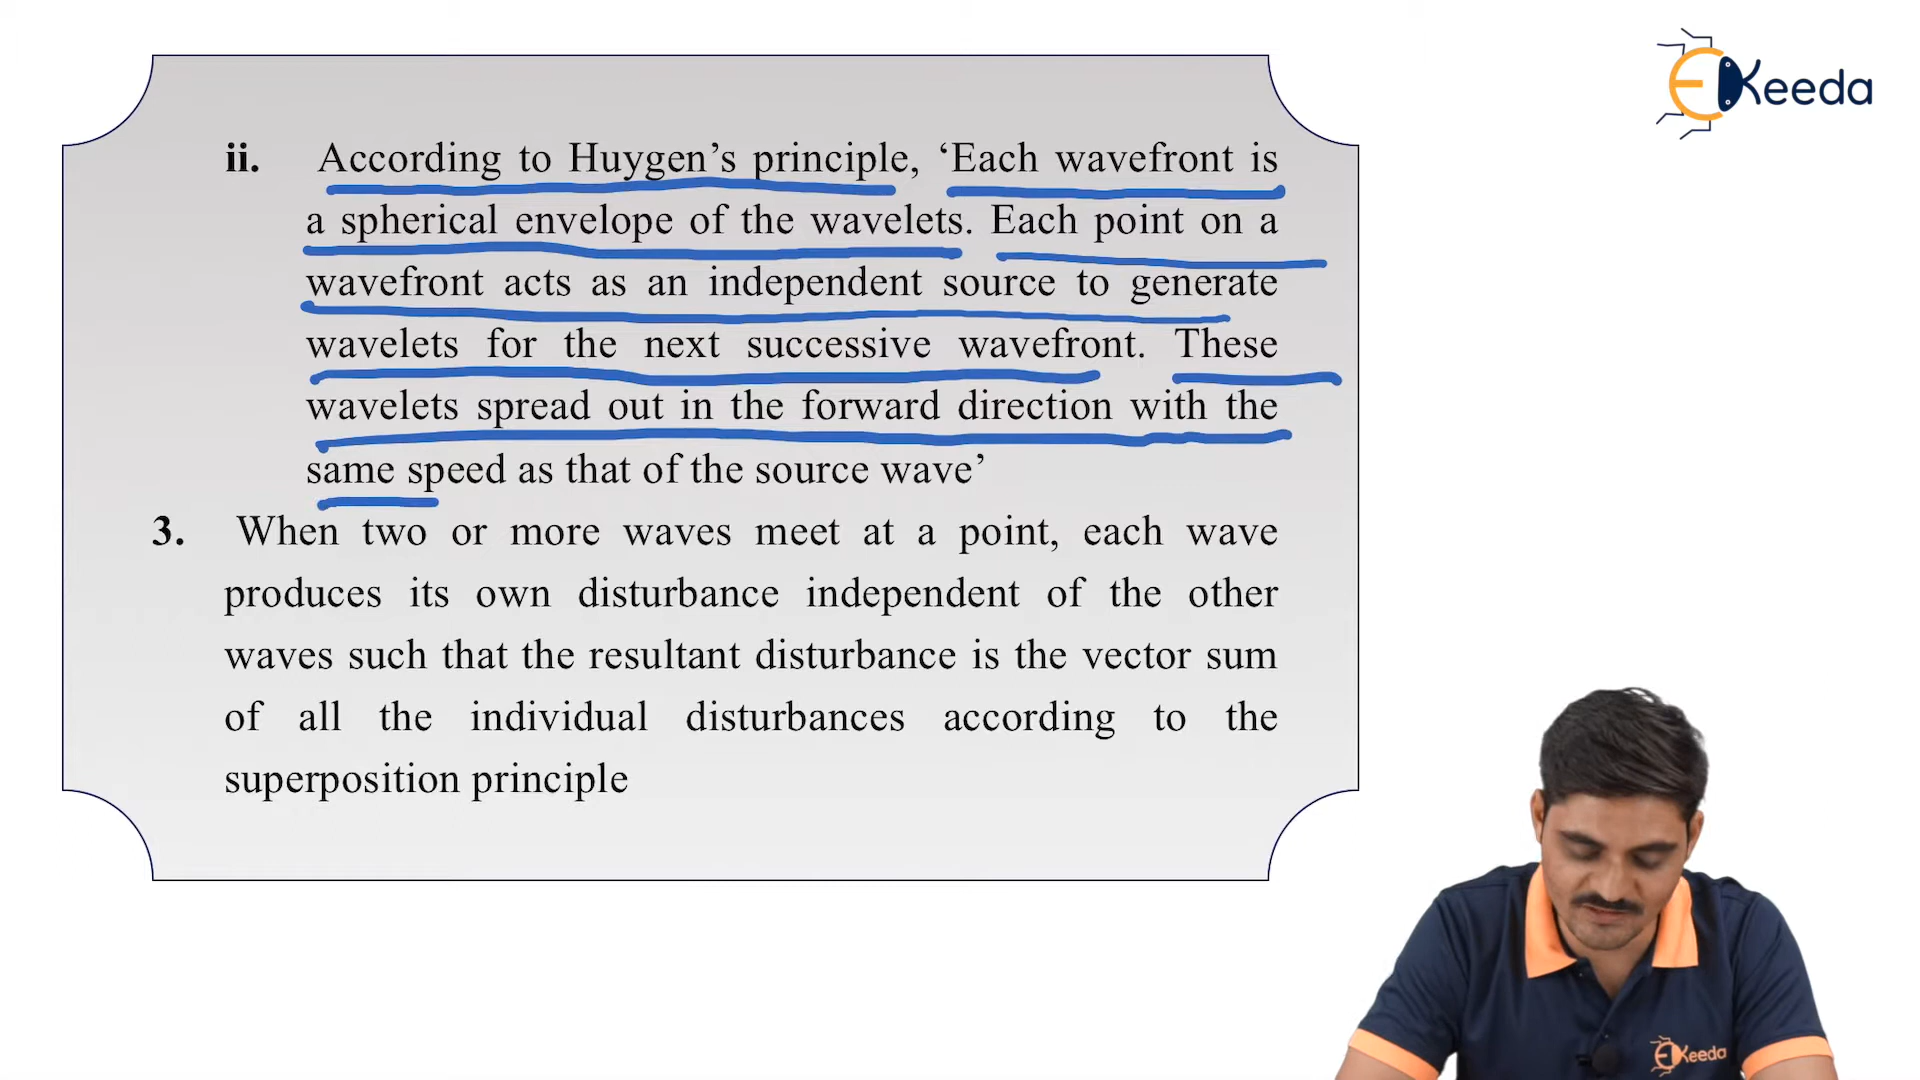 EKeeda
ii. According to Huygen’s principle, ‘Each wavefront is
a spherical envelope of the wavelets. Each point on a
wavefront acts as an independent source to generate
wavelets for the next successive wavefront. These
wavelets spread out in the forward direction with the
same speed as that of the source wave’
3. When two or more waves meet at a point, each wave
produces its own disturbance independent of the other
waves such that the resultant disturbance is the vector sum
of all the individual disturbances according to the
superposition principle
EKeeda